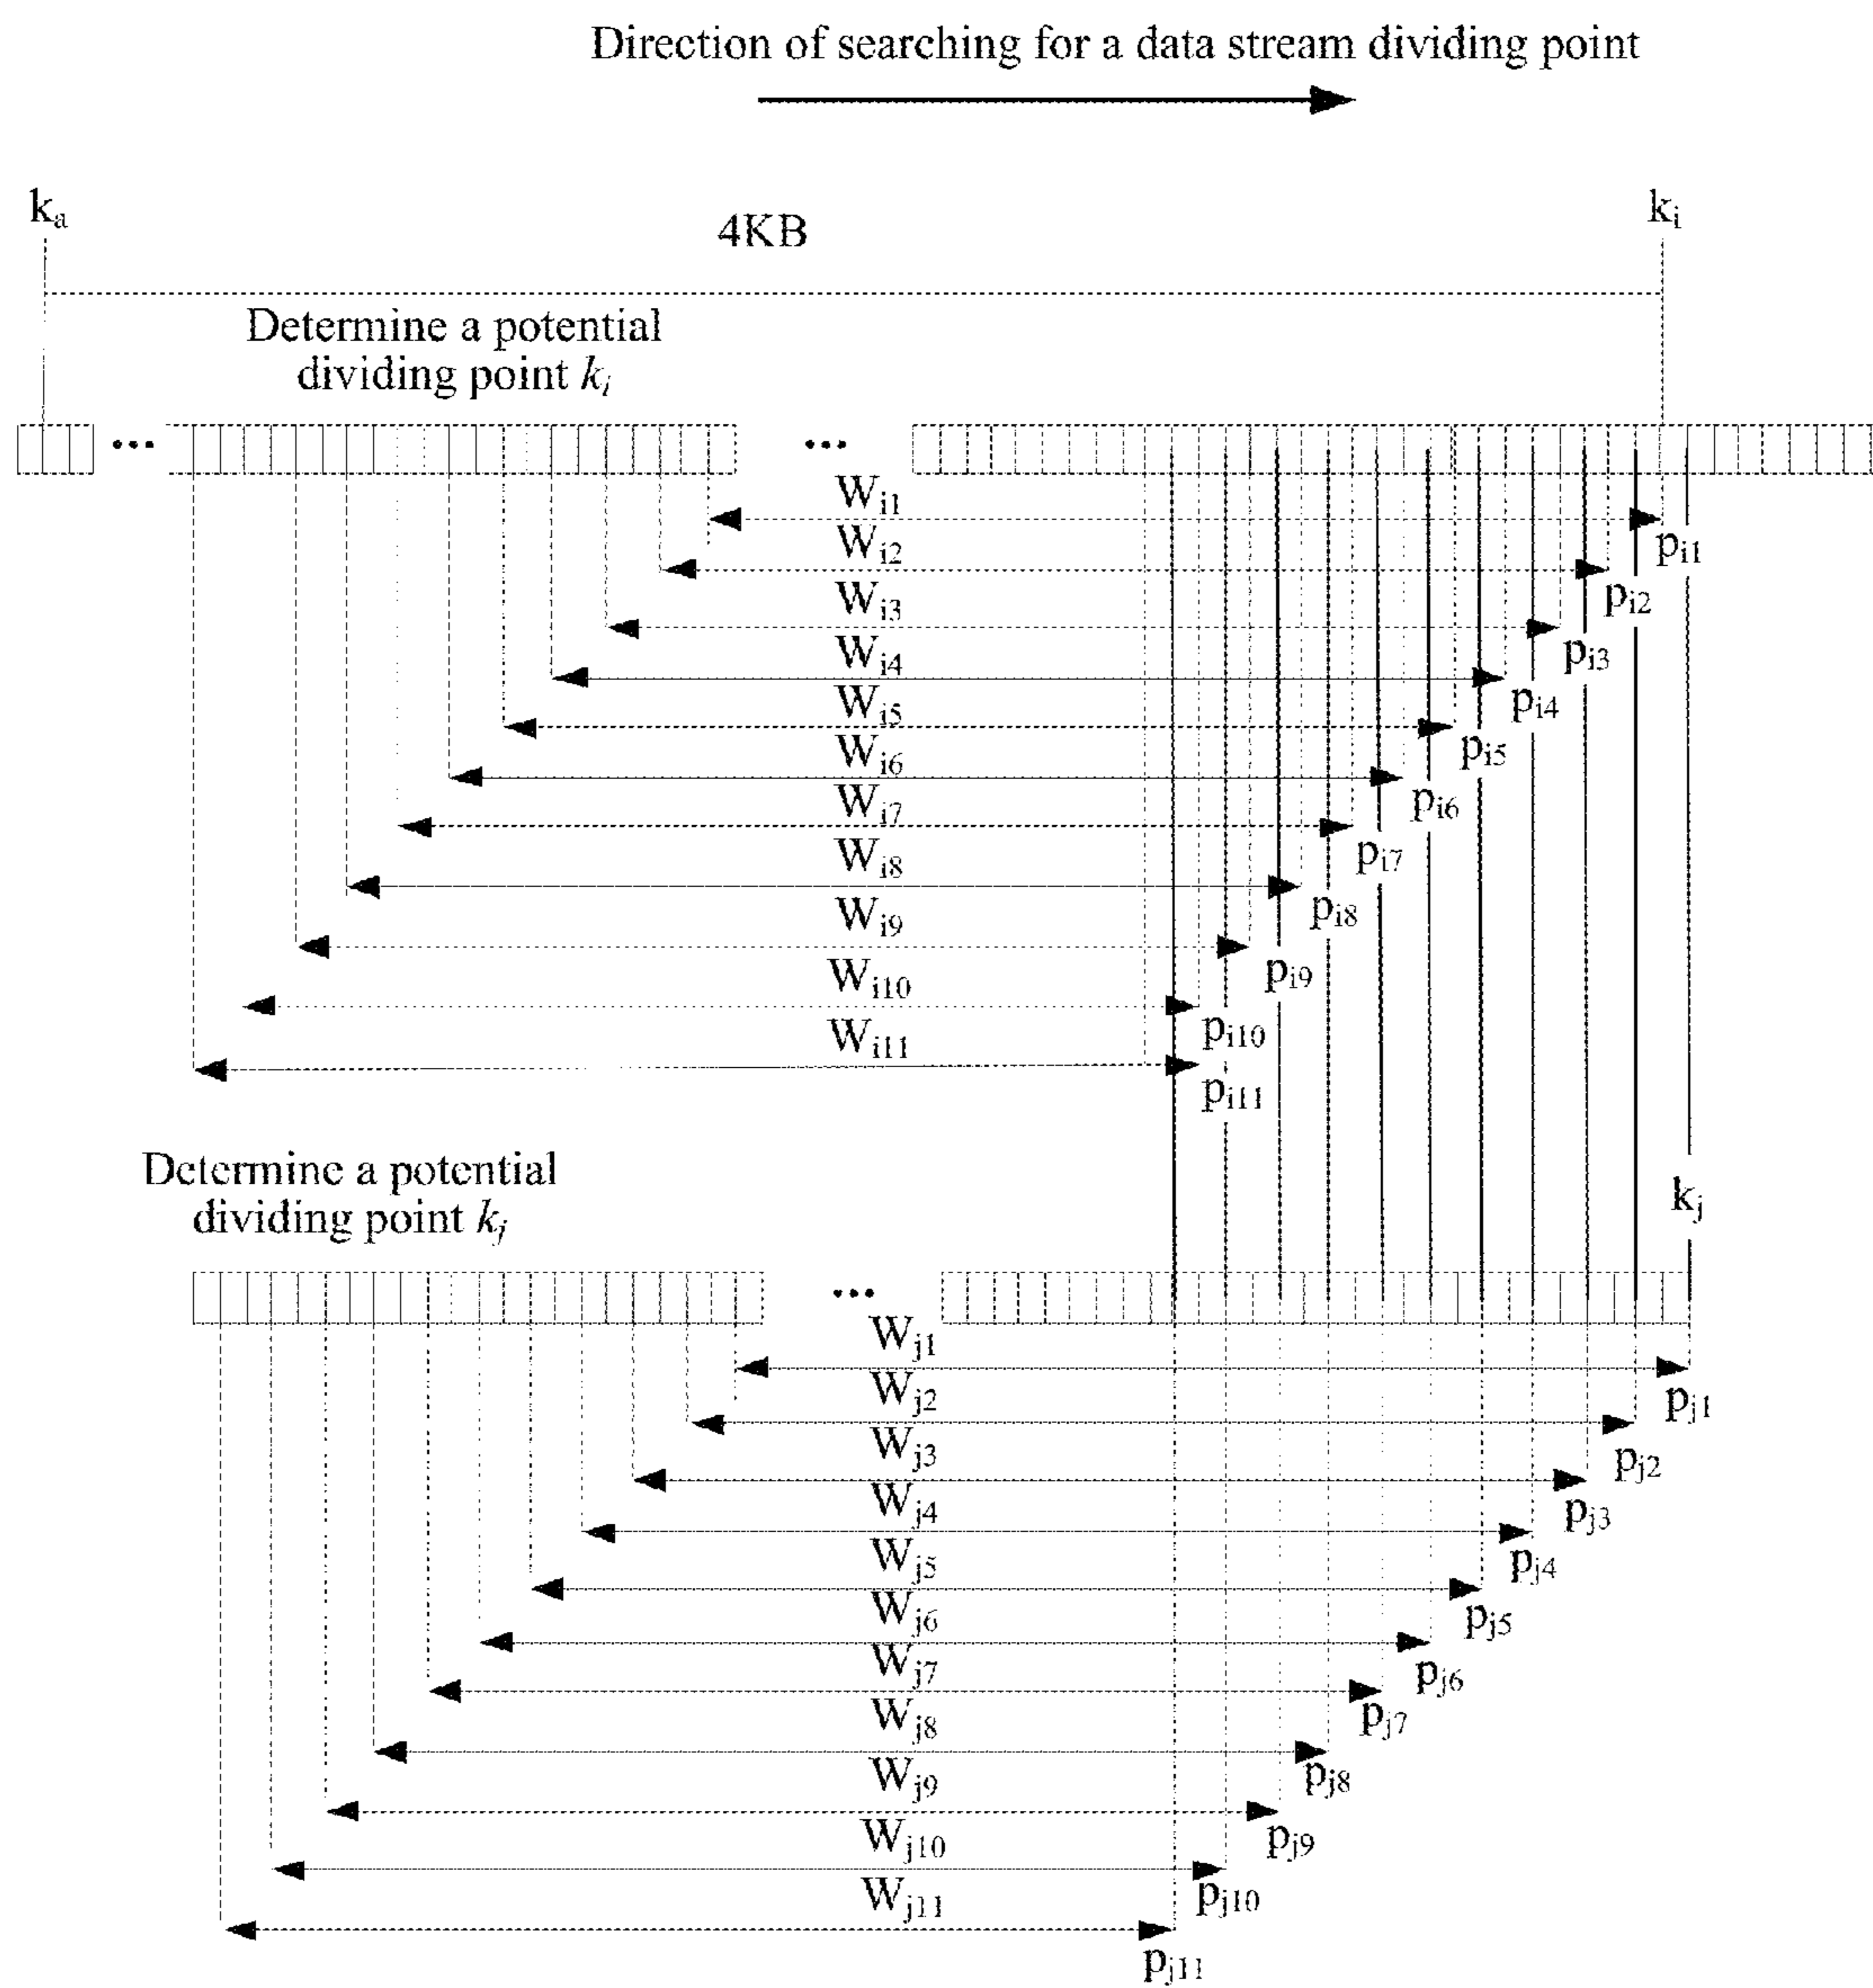 Direction of searching for a data stream dividing point
kₐ
4KB
kᵢ
Determine a potential
dividing point kᵢ
...
...
Wi1
pi1
Wi2
pi2
Wi3
pi3
Wi4
pi4
Wi5
pi5
Wi6
pi6
Wi7
pi7
Wi8
pi8
Wi9
pi9
Wi10
pi10
Wi11
pi11
Determine a potential
dividing point kⱼ
kⱼ
...
Wj1
pj1
Wj2
pj2
Wj3
pj3
Wj4
pj4
Wj5
pj5
Wj6
pj6
Wj7
pj7
Wj8
pj8
Wj9
pj9
Wj10
pj10
Wj11
pj11